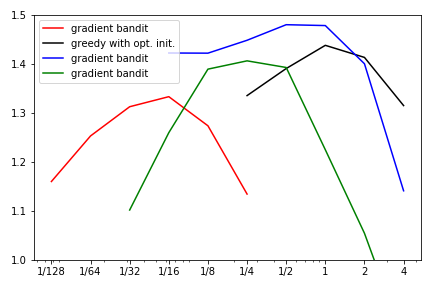 1.5
gradient bandit
greedy with opt. init.
gradient bandit
gradient bandit
1.4
1.3
1.2
1.1
1.0
1/128 1/64 1/32 1/16 1/8 1/4 1/2 1 2 4